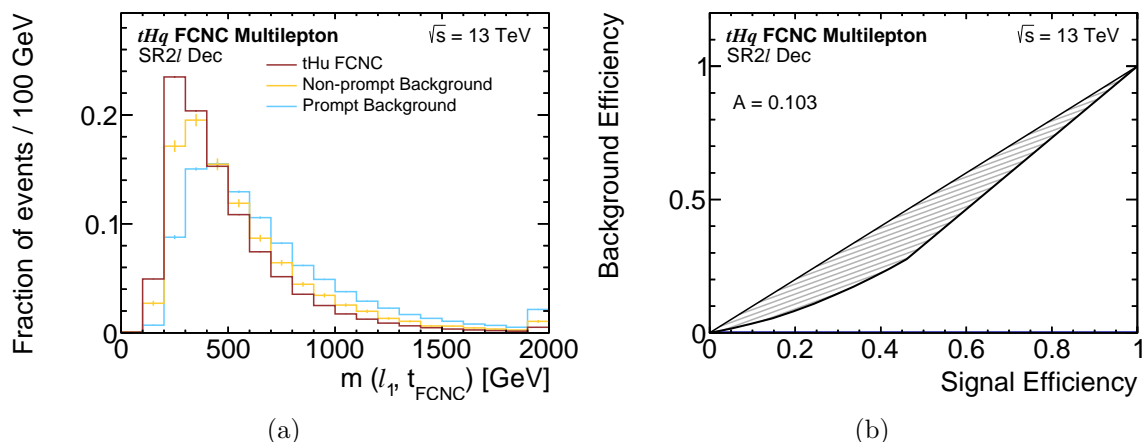 tHq FCNC Multilepton
√s = 13 TeV
SR2l Dec
tHu FCNC
Non-prompt Background
Prompt Background
Fraction of events / 100 GeV
0.2
0.1
0
0 500 1000 1500 2000
m (l1, tFCNC) [GeV]
(a)
tHq FCNC Multilepton
√s = 13 TeV
SR2l Dec
A = 0.103
Background Efficiency
1
0.5
0
0 0.2 0.4 0.6 0.8 1
Signal Efficiency
(b)